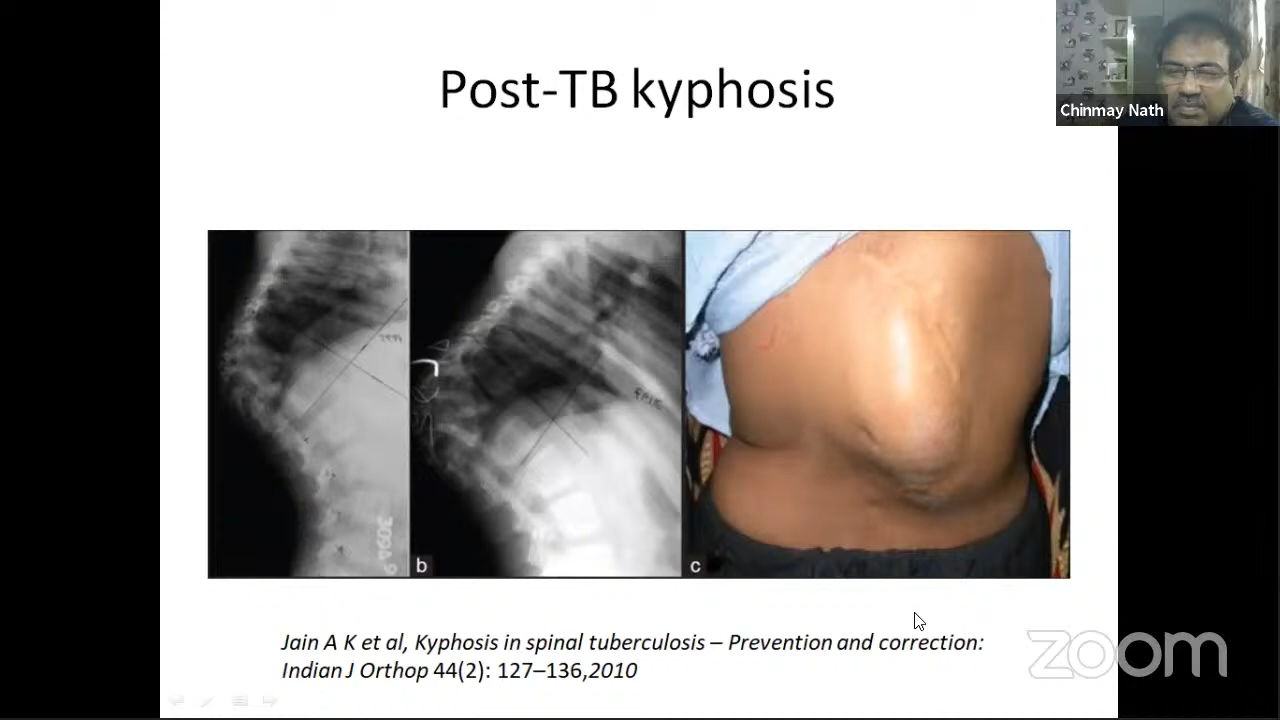 Post-TB kyphosis
Chinmay Nath
b
c
Jain A K et al, Kyphosis in spinal tuberculosis – Prevention and correction:
Indian J Orthop 44(2): 127–136,2010
zoom